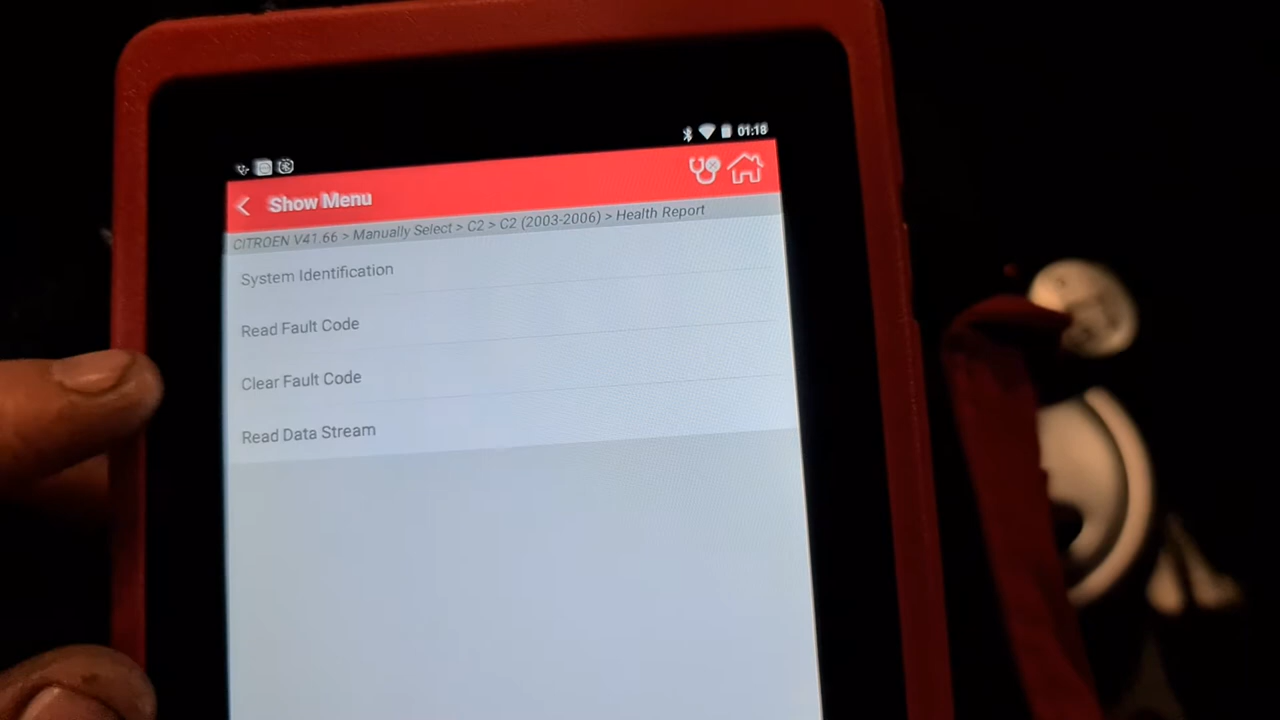 01:18
Show Menu
CITROEN V41.66 > Manually Select > C2 > C2 (2003-2006) > Health Report
System Identification
Read Fault Code
Clear Fault Code
Read Data Stream